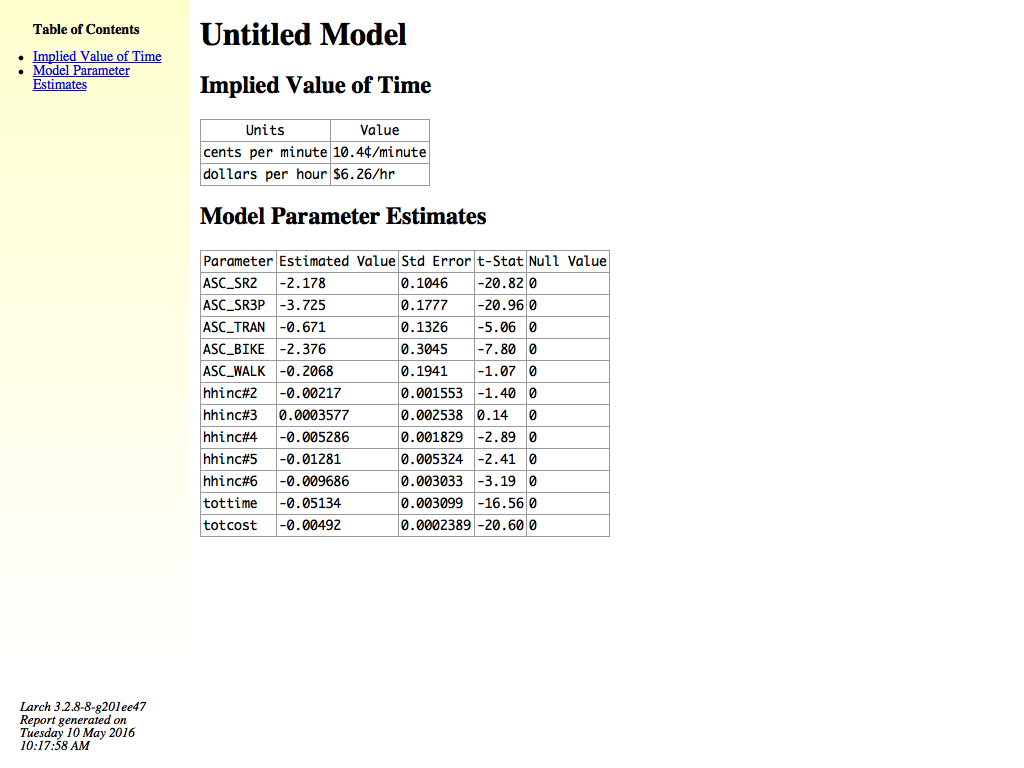 Table of Contents
Implied Value of Time
Model Parameter
Estimates
Untitled Model
Implied Value of Time
Units Value
cents per minute 10.4¢/minute
dollars per hour $6.26/hr
Model Parameter Estimates
Parameter Estimated Value Std Error t-Stat Null Value
ASC_SR2 -2.178 0.1046 -20.82 0
ASC_SR3P -3.725 0.1777 -20.96 0
ASC_TRAN -0.671 0.1326 -5.06 0
ASC_BIKE -2.376 0.3045 -7.80 0
ASC_WALK -0.2068 0.1941 -1.07 0
hhinc#2 -0.00217 0.001553 -1.40 0
hhinc#3 0.0003577 0.002538 0.14 0
hhinc#4 -0.005286 0.001829 -2.89 0
hhinc#5 -0.01281 0.005324 -2.41 0
hhinc#6 -0.009686 0.003033 -3.19 0
tottime -0.05134 0.003099 -16.56 0
totcost -0.00492 0.0002389 -20.60 0
Larch 3.2.8-8-g201ee47
Report generated on
Tuesday 10 May 2016
10:17:58 AM